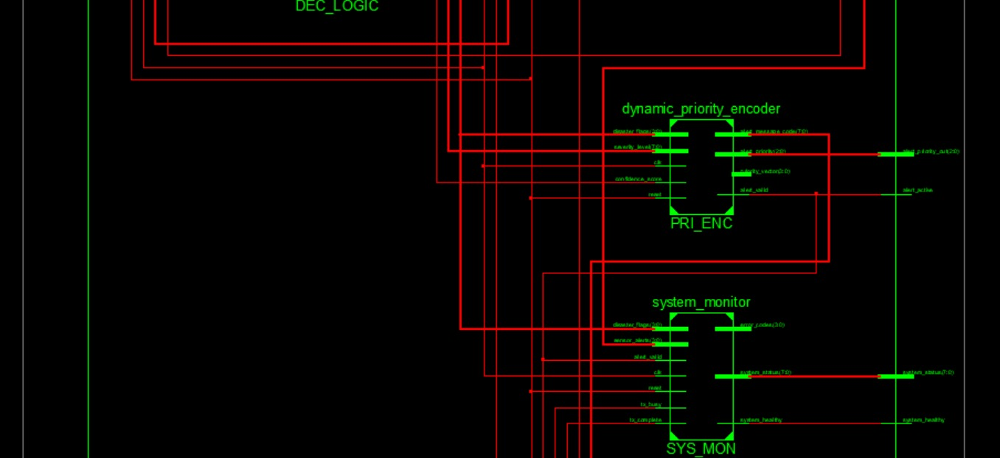 DEC_LOGIC
dynamic_priority_encoder
disaster_flags(3:0)
alert_message_code(7:0)
severity_level(7:0)
alert_priority(2:0)
alert_priority_out(2:0)
clk
priority_vector(3:0)
confidence_score
reset
alert_valid
alert_active
PRI_ENC
system_monitor
disaster_flags(3:0)
error_codes(3:0)
sensor_alerts(3:0)
alert_valid
clk
system_status(7:0)
system_status(7:0)
reset
tx_busy
tx_complete
system_healthy
system_healthy
SYS_MON